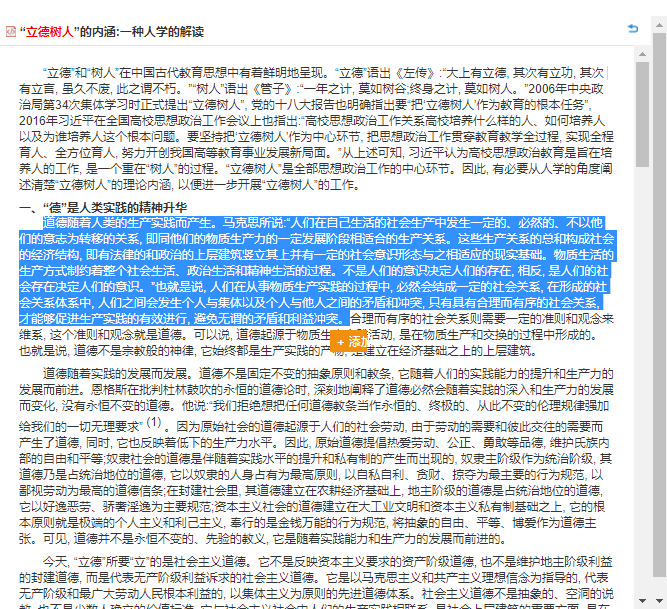 “立德树人”的内涵:一种人学的解读
“立德”和“树人”在中国古代教育思想中有着鲜明地呈现。“立德”语出《左传》:“大上有立德, 其次有立功, 其次
有立言, 虽久不废, 此之谓不朽。”“树人”语出《管子》:“一年之计, 莫如树谷;终身之计, 莫如树人。”2006年中央政
治局第34次集体学习时正式提出“立德树人”, 党的十八大报告也明确指出要“把‘立德树人’作为教育的根本任务”,
2016年习近平在全国高校思想政治工作会议上也指出:“高校思想政治工作关系高校培养什么样的人、如何培养人
以及为谁培养人这个根本问题。要坚持把‘立德树人’作为中心环节, 把思想政治工作贯穿教育教学全过程, 实现全程
育人、全方位育人, 努力开创我国高等教育事业发展新局面。”从上述可知, 习近平认为高校思想政治教育是旨在培
养人的工作, 是一个重在“树人”的过程。“立德树人”是全部思想政治工作的中心环节。因此, 有必要从人学的角度阐
述清楚“立德树人”的理论内涵, 以便进一步开展“立德树人”的工作。
一、“德”是人类实践的精神升华
道德随着人类的生产实践而产生。马克思所说:“人们在自己生活的社会生产中发生一定的、必然的、不以他
们的意志为转移的关系, 即同他们的物质生产力的一定发展阶段相适合的生产关系。这些生产关系的总和构成社会
的经济结构, 即有法律的和政治的上层建筑竖立其上并有一定的社会意识形态与之相适应的现实基础。物质生活的
生产方式制约着整个社会生活、政治生活和精神生活的过程。不是人们的意识决定人们的存在, 相反, 是人们的社
会存在决定人们的意识。”也就是说, 人们在从事物质生产实践的过程中, 必然会结成一定的社会关系, 在形成的社
会关系体系中, 人们之间会发生个人与集体以及个人与他人之间的矛盾和冲突, 只有具有合理而有序的社会关系,
才能够促进生产实践的有效进行, 避免无谓的矛盾和利益冲突。合理而有序的社会关系则需要一定的准则和观念来
维系, 这个准则和观念就是道德。可以说, 道德起源于物质生 活动, 是在物质生产和交换的过程中形成的。
+ 添加
也就是说, 道德不是宗教般的神律, 它始终都是生产实践的产物, 是建立在经济基础之上的上层建筑。
道德随着实践的发展而发展。道德不是固定不变的抽象原则和教条, 它随着人们的实践能力的提升和生产力的
发展而前进。恩格斯在批判杜林鼓吹的永恒的道德论时, 深刻地阐释了道德必然会随着实践的深入和生产力的发展
而变化, 没有永恒不变的道德。他说:“我们拒绝想把任何道德教条当作永恒的、终极的、从此不变的伦理规律强加
给我们的一切无理要求” (1) 。因为原始社会的道德起源于人们的社会劳动, 由于劳动的需要和彼此交往的需要而
产生了道德, 同时, 它也反映着低下的生产力水平。因此, 原始道德提倡热爱劳动、公正、勇敢等品德, 维护氏族内
部的自由和平等;奴隶社会的道德是伴随着实践水平的提升和私有制的产生而出现的, 奴隶主阶级作为统治阶级, 其
道德乃是占统治地位的道德, 它以奴隶的人身占有为最高原则, 以自私自利、贪财、掠夺为最主要的行为规范, 以
鄙视劳动为最高的道德信条;在封建社会里, 其道德建立在农耕经济基础上, 地主阶级的道德是占统治地位的道德,
它以好逸恶劳、骄奢淫逸为主要规范;资本主义社会的道德建立在大工业文明和资本主义私有制基础之上, 它的根
本原则就是极端的个人主义和利己主义, 奉行的是金钱万能的行为规范, 将抽象的自由、平等、博爱作为道德主
张。可见, 道德并不是永恒不变的、先验的教义, 它是随着实践能力和生产力的发展而前进的。
今天, “立德”所要“立”的是社会主义道德。它不是反映资本主义要求的资产阶级道德, 也不是维护地主阶级利益
的封建道德, 而是代表无产阶级利益诉求的社会主义道德。它是以马克思主义和共产主义理想信念为指导的, 代表
无产阶级和最广大劳动人民根本利益的, 以集体主义为原则的先进道德体系。社会主义道德不是抽象的、空洞的说